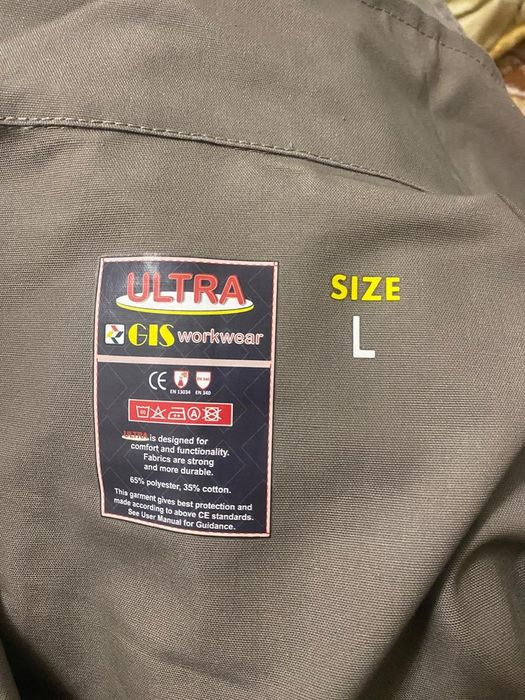 ULTRA
GIS workwear
SIZE
L
CE
EN 13034 EN 340
ULTRA is designed for
comfort and functionality.
Fabrics are strong
and more durable.
65% polyester, 35% cotton.
This garment gives best protection and
made according to above CE standards.
See User Manual for Guidance.